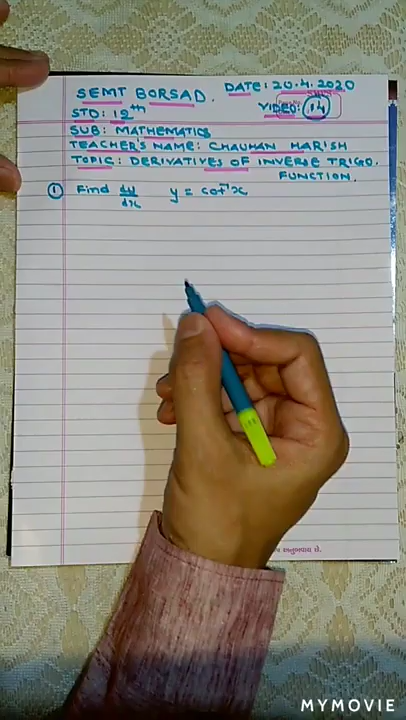 SEMT BORSAD. DATE: 20.4.2020
STD: 12th VIDEO: 14
SUB: MATHEMATICS
TEACHER'S NAME: CHAUHAN HARISH
TOPIC: DERIVATIVES OF INVERSE TRIGO.
FUNCTION.
① Find dy/dx y = cot⁻¹x
MYMOVIE